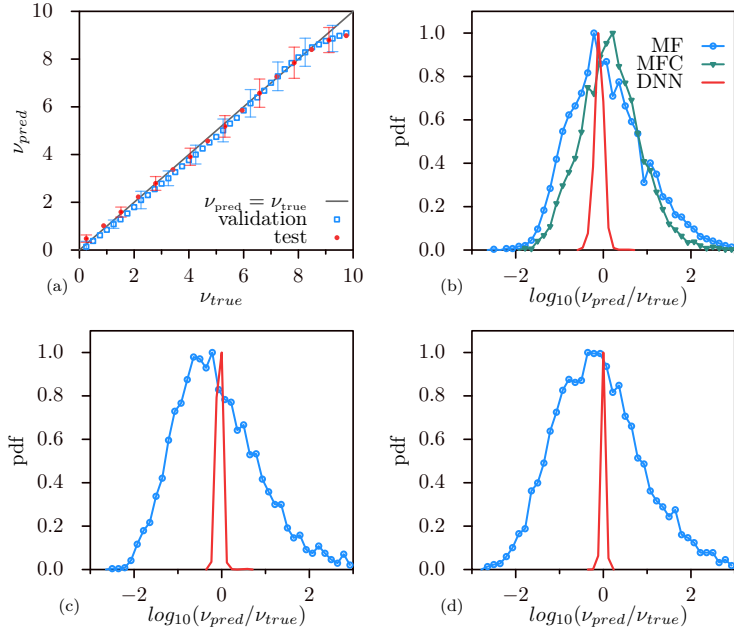 10
8
6
4
2
0
ν_pred
0 2 4 6 8 10
ν_true
(a)
ν_pred = ν_true
validation
test
1.0
0.8
0.6
0.4
0.2
0.0
pdf
−2 0 2
log10(ν_pred/ν_true)
(b)
MF
MFC
DNN
1.0
0.8
0.6
0.4
0.2
0.0
pdf
−2 0 2
log10(ν_pred/ν_true)
(c)
1.0
0.8
0.6
0.4
0.2
0.0
pdf
−2 0 2
log10(ν_pred/ν_true)
(d)